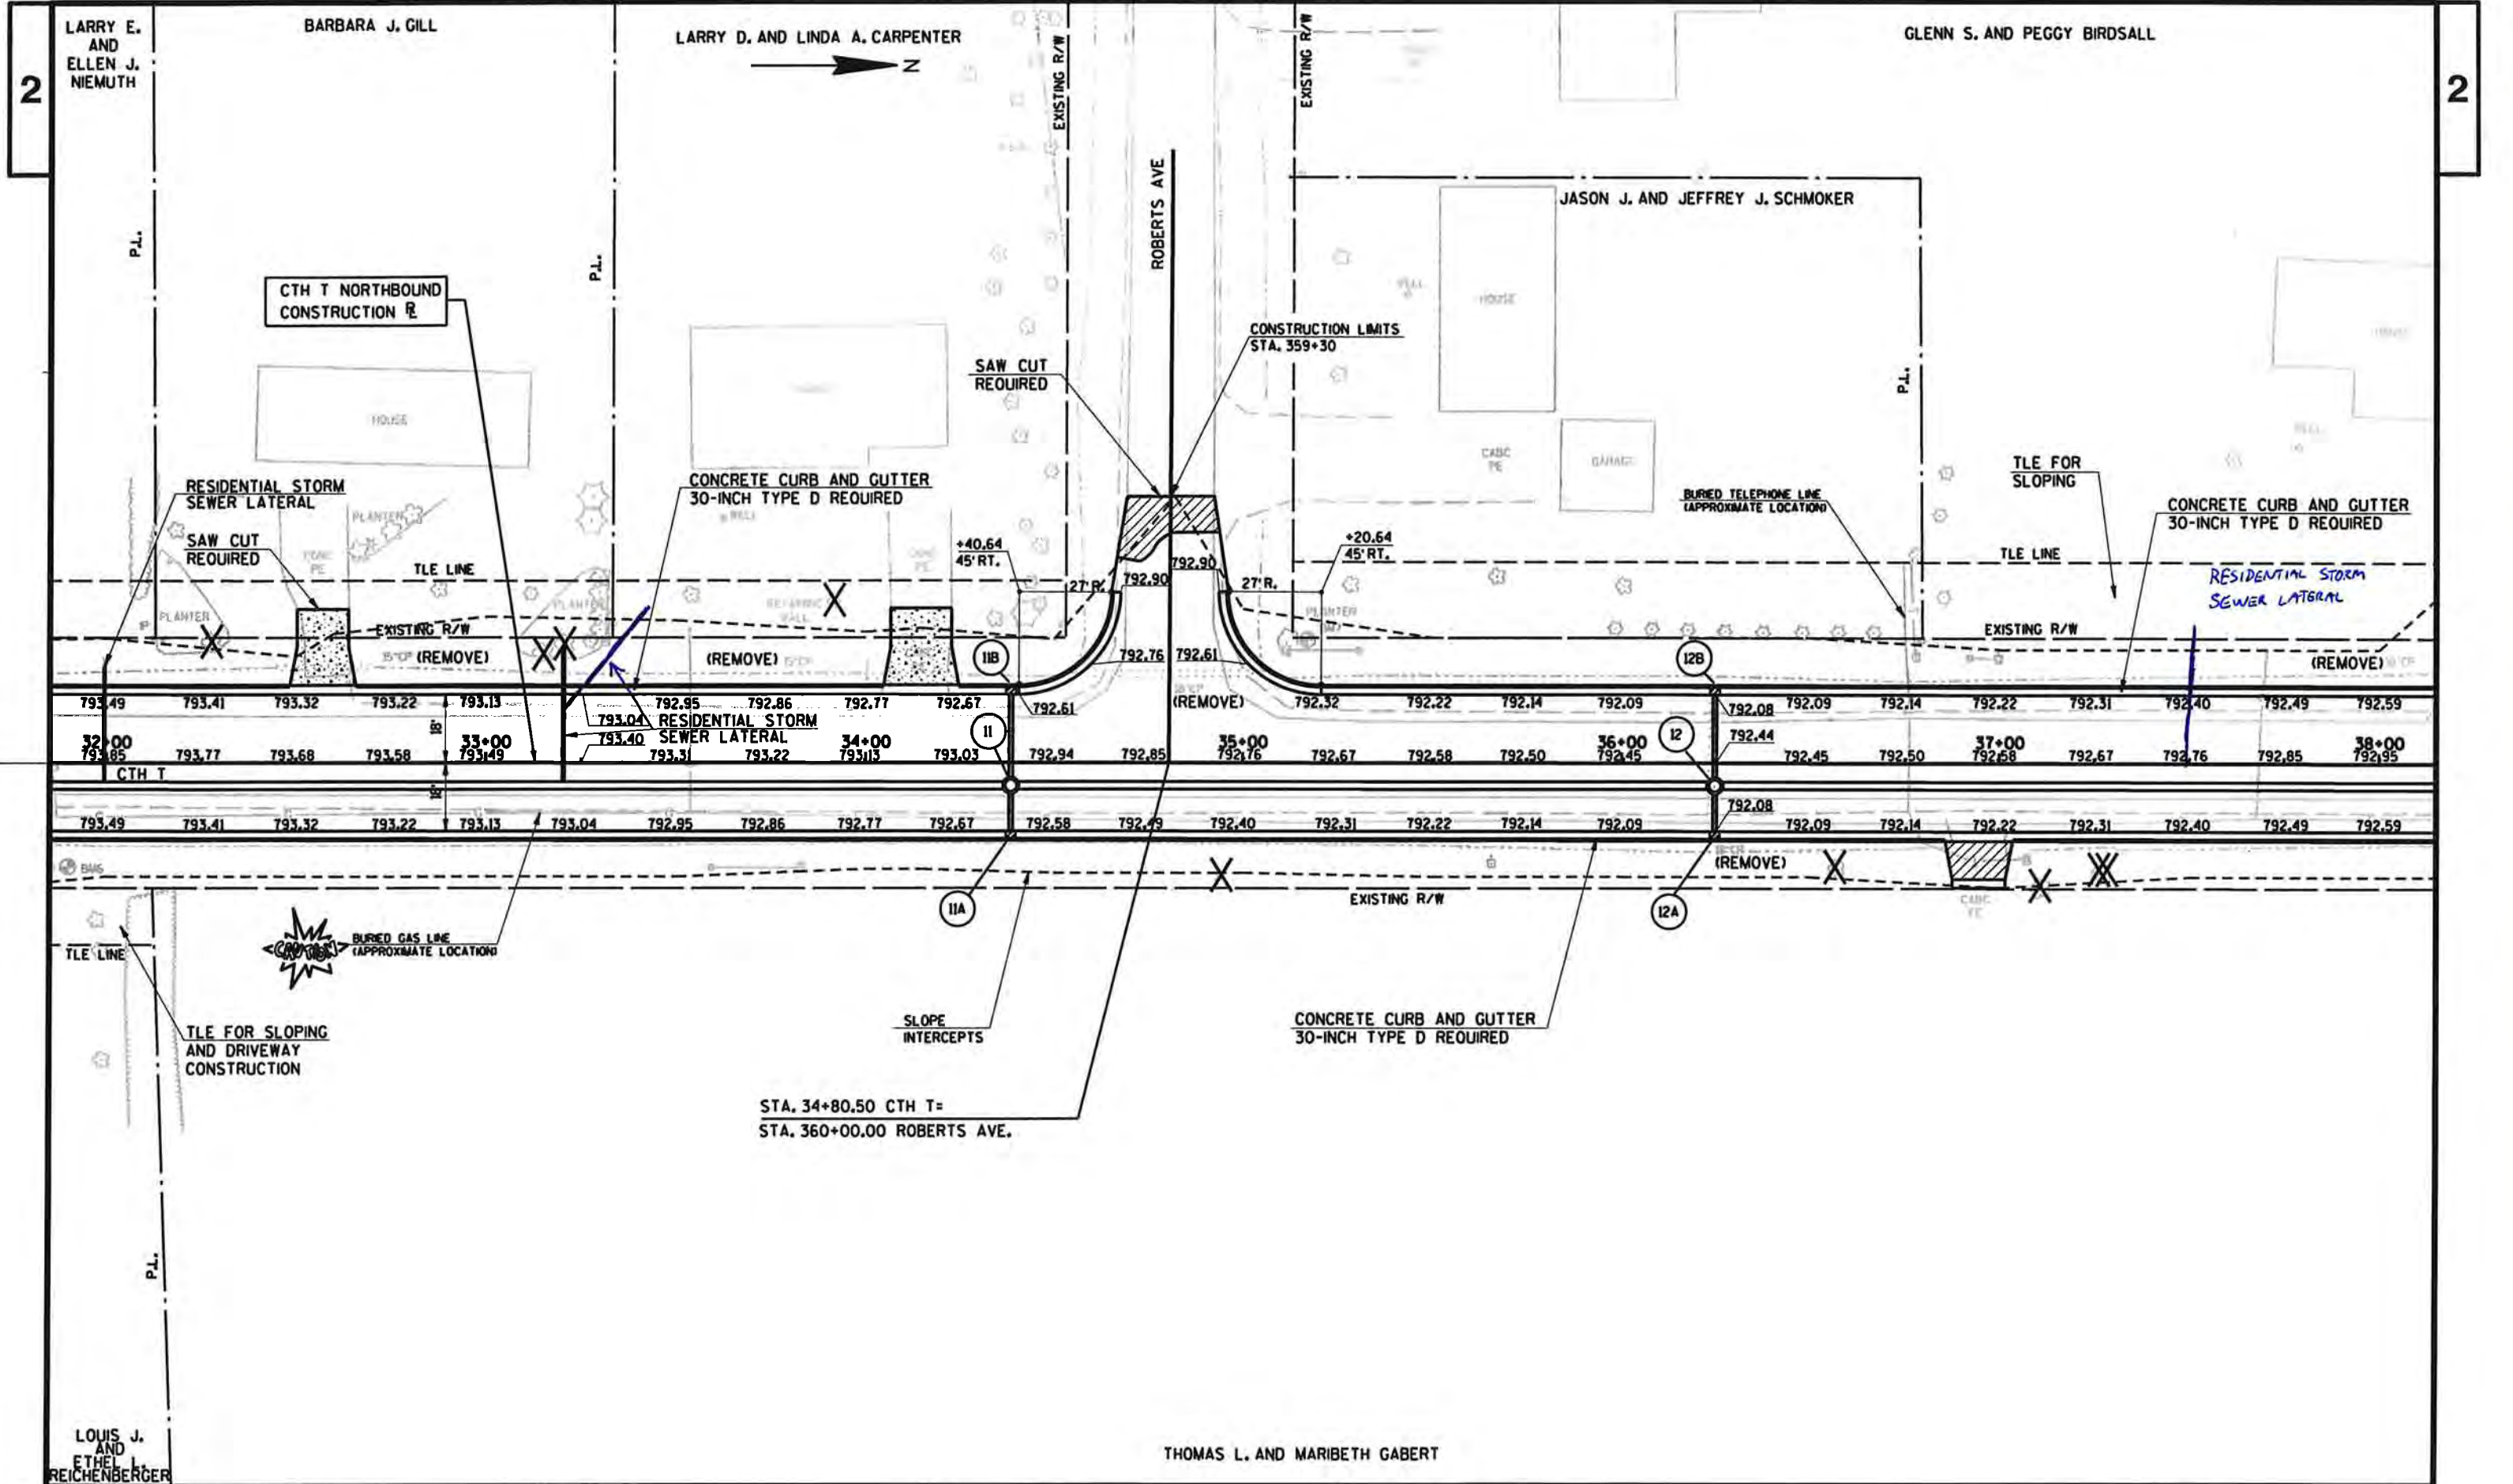 2
LARRY E.
AND
ELLEN J.
NIEMUTH
BARBARA J. GILL
LARRY D. AND LINDA A. CARPENTER
N
EXISTING R/W
EXISTING R/W
GLENN S. AND PEGGY BIRDSALL
2
P.L.
P.L.
ROBERTS AVE
JASON J. AND JEFFREY J. SCHMOKER
P.L.
CTH T NORTHBOUND
CONSTRUCTION
HOUSE
HOUSE
GARAGE
CONSTRUCTION LIMITS
STA. 359+30
SAW CUT
REQUIRED
RESIDENTIAL STORM
SEWER LATERAL
SAW CUT
REQUIRED
CONCRETE CURB AND GUTTER
30-INCH TYPE D REQUIRED
CABC
PE
BURIED TELEPHONE LINE
(APPROXIMATE LOCATION)
TLE FOR
SLOPING
CONCRETE CURB AND GUTTER
30-INCH TYPE D REQUIRED
PLANTER
PLANTER
PLANTER
PLANTER
WELL
TLE LINE
TLE LINE
RESIDENTIAL STORM
SEWER LATERAL
+40.64
45' RT.
27' R.
792.90
792.90
27' R.
+20.64
45' RT.
EXISTING R/W
EXISTING R/W
(REMOVE)
(REMOVE)
11B
792.76
792.61
12B
(REMOVE)
(REMOVE)
793.49 793.41 793.32 793.22 793.13 793.04 792.95 792.86 792.77 792.67 792.61 792.32 792.22 792.14 792.09 792.08 792.09 792.14 792.22 792.31 792.40 792.49 792.59
RESIDENTIAL STORM
SEWER LATERAL
18'
11
12
32+00 33+00 34+00 35+00 36+00 37+00 38+00
793.85 793.77 793.68 793.58 793.49 793.40 793.31 793.22 793.13 793.03 792.94 792.85 792.76 792.67 792.58 792.50 792.45 792.44 792.45 792.50 792.58 792.67 792.76 792.85 792.95
CTH T
18'
793.49 793.41 793.32 793.22 793.13 793.04 792.95 792.86 792.77 792.67 792.58 792.49 792.40 792.31 792.22 792.14 792.09 792.08 792.09 792.14 792.22 792.31 792.40 792.49 792.59
(REMOVE)
EXISTING R/W
11A
12A
CABC
PE
CAUTION
BURIED GAS LINE
(APPROXIMATE LOCATION)
TLE LINE
TLE FOR SLOPING
AND DRIVEWAY
CONSTRUCTION
SLOPE
INTERCEPTS
CONCRETE CURB AND GUTTER
30-INCH TYPE D REQUIRED
STA. 34+80.50 CTH T=
STA. 360+00.00 ROBERTS AVE.
P.L.
LOUIS J.
AND
ETHEL L.
REICHENBERGER
THOMAS L. AND MARIBETH GABERT